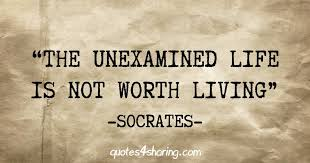 “THE UNEXAMINED LIFE
IS NOT WORTH LIVING”
-SOCRATES-
quotes4sharing.com